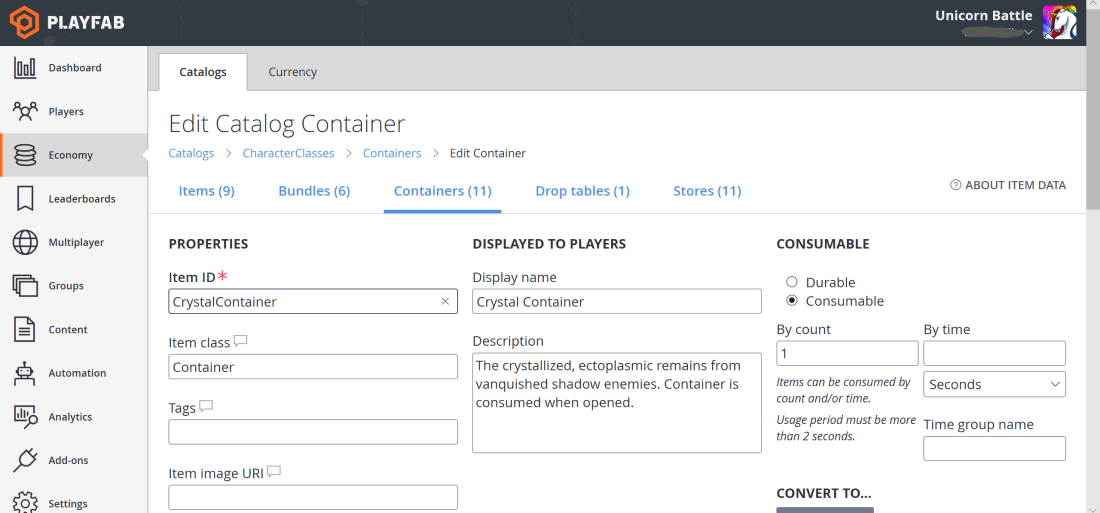 PLAYFAB
Unicorn Battle
Dashboard
Players
Economy
Leaderboards
Multiplayer
Groups
Content
Automation
Analytics
Add-ons
Settings
Catalogs Currency
Edit Catalog Container
Catalogs > CharacterClasses > Containers > Edit Container
Items (9) Bundles (6) Containers (11) Drop tables (1) Stores (11)
ABOUT ITEM DATA
PROPERTIES
Item ID*
CrystalContainer
Item class
Container
Tags
Item image URI
DISPLAYED TO PLAYERS
Display name
Crystal Container
Description
The crystallized, ectoplasmic remains from
vanquished shadow enemies. Container is
consumed when opened.
CONSUMABLE
Durable
Consumable
By count
1
Items can be consumed by
count and/or time.
Usage period must be more
than 2 seconds.
By time
Seconds
Time group name
CONVERT TO...